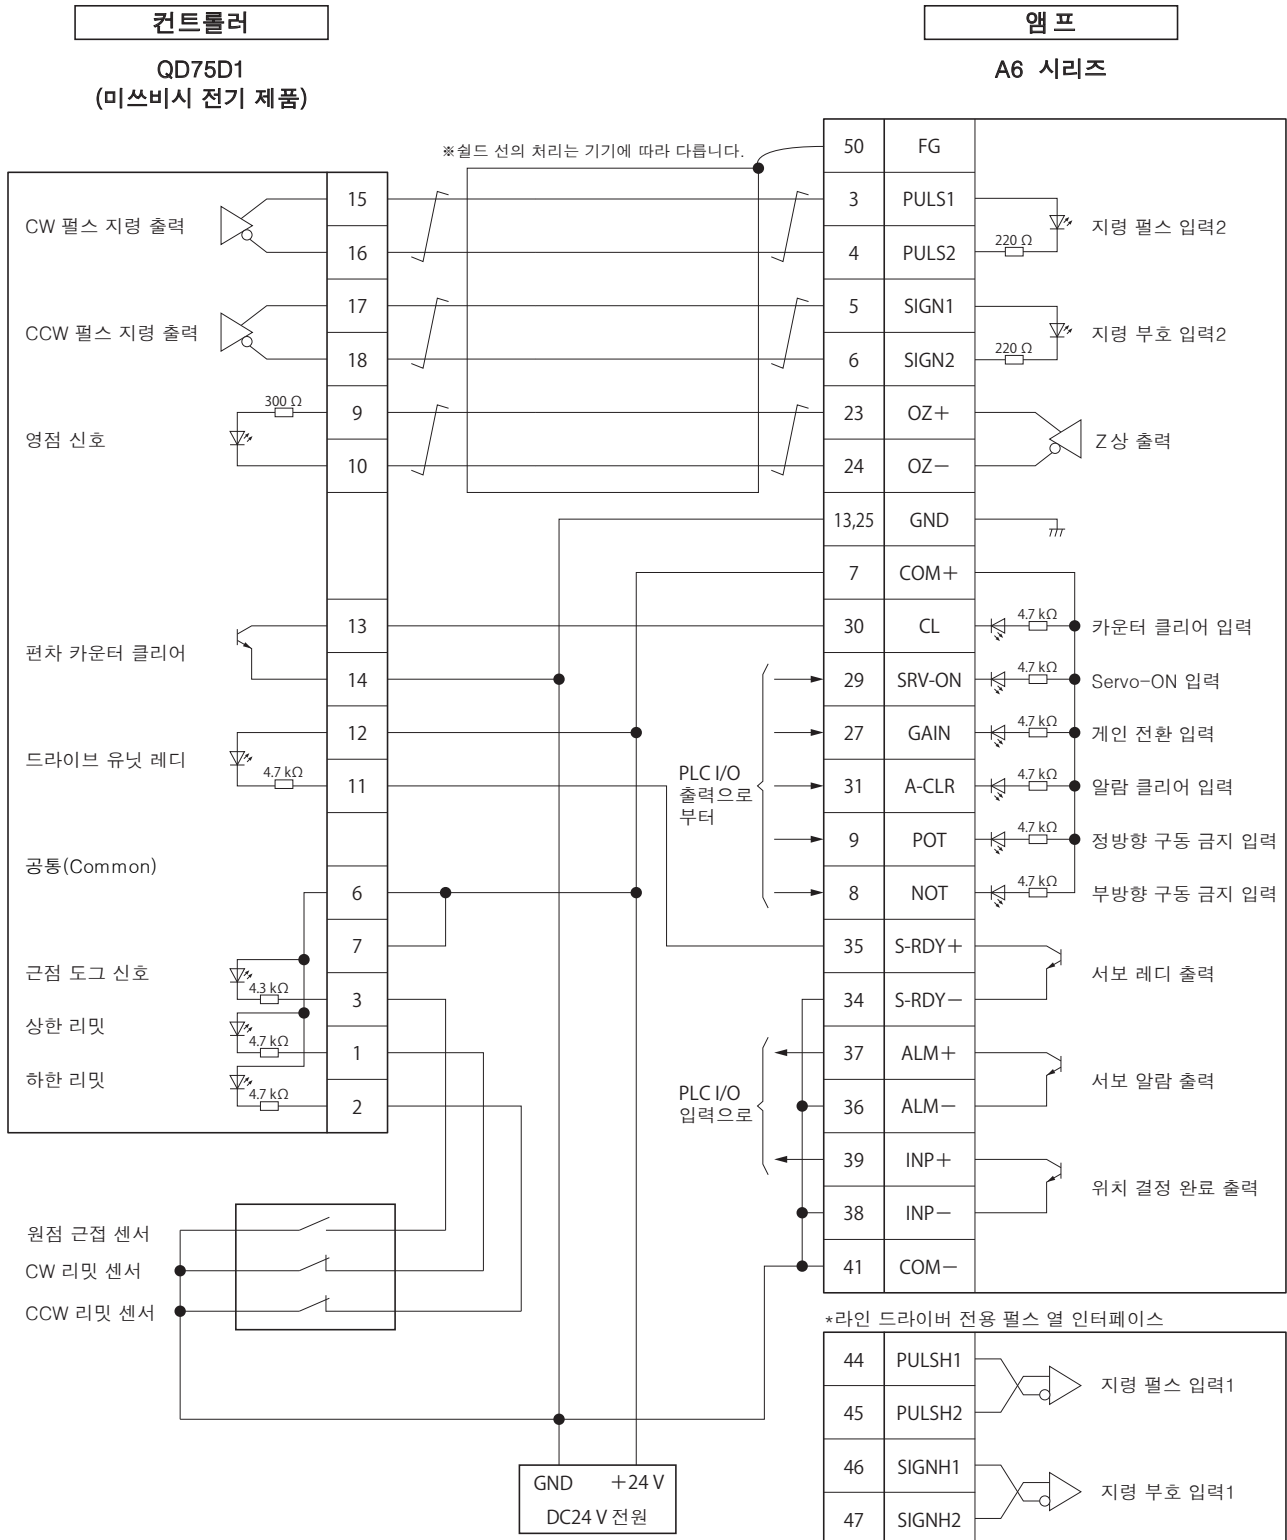 컨트롤러
앰 프
QD75D1
(미쓰비시 전기 제품)
A6 시리즈
※쉴드 선의 처리는 기기에 따라 다릅니다.
50 FG
CW 펄스 지령 출력
15
16
3 PULS1
4 PULS2
220 Ω
지령 펄스 입력2
CCW 펄스 지령 출력
17
18
5 SIGN1
6 SIGN2
220 Ω
지령 부호 입력2
영점 신호
300 Ω
9
10
23 OZ+
24 OZ−
Z상 출력
13,25 GND
7 COM+
편차 카운터 클리어
13
14
30 CL 4.7 kΩ 카운터 클리어 입력
29 SRV-ON 4.7 kΩ Servo-ON 입력
드라이브 유닛 레디
4.7 kΩ
12
11
PLC I/O
출력으로
부터
27 GAIN 4.7 kΩ 게인 전환 입력
31 A-CLR 4.7 kΩ 알람 클리어 입력
9 POT 4.7 kΩ 정방향 구동 금지 입력
8 NOT 4.7 kΩ 부방향 구동 금지 입력
공통(Common)
6
7
35 S-RDY+
34 S-RDY−
서보 레디 출력
근점 도그 신호
4.3 kΩ
3
상한 리밋
4.7 kΩ
1
하한 리밋
4.7 kΩ
2
PLC I/O
입력으로
37 ALM+
36 ALM−
서보 알람 출력
39 INP+
38 INP−
위치 결정 완료 출력
41 COM−
원점 근접 센서
CW 리밋 센서
CCW 리밋 센서
*라인 드라이버 전용 펄스 열 인터페이스
44 PULSH1
45 PULSH2
지령 펄스 입력1
46 SIGNH1
47 SIGNH2
지령 부호 입력1
GND +24 V
DC24 V 전원